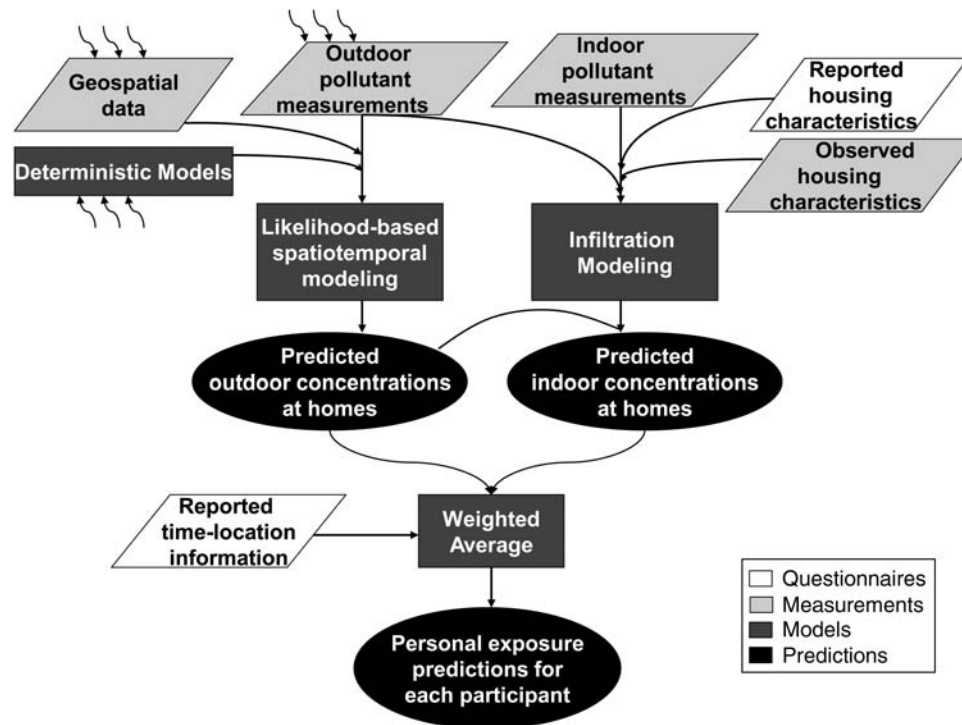 Geospatial
data
Outdoor
pollutant
measurements
Indoor
pollutant
measurements
Reported
housing
characteristics
Deterministic Models
Observed
housing
characteristics
Likelihood-based
spatiotemporal
modeling
Infiltration
Modeling
Predicted
outdoor concentrations
at homes
Predicted
indoor concentrations
at homes
Reported
time-location
information
Weighted
Average
Personal exposure
predictions for
each participant
Questionnaires
Measurements
Models
Predictions